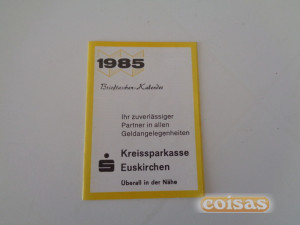 1985
Brieftaschen-Kalender
Ihr zuverlässiger
Partner in allen
Geldangelegenheiten
Kreissparkasse
Euskirchen
Überall in der Nähe
coisas